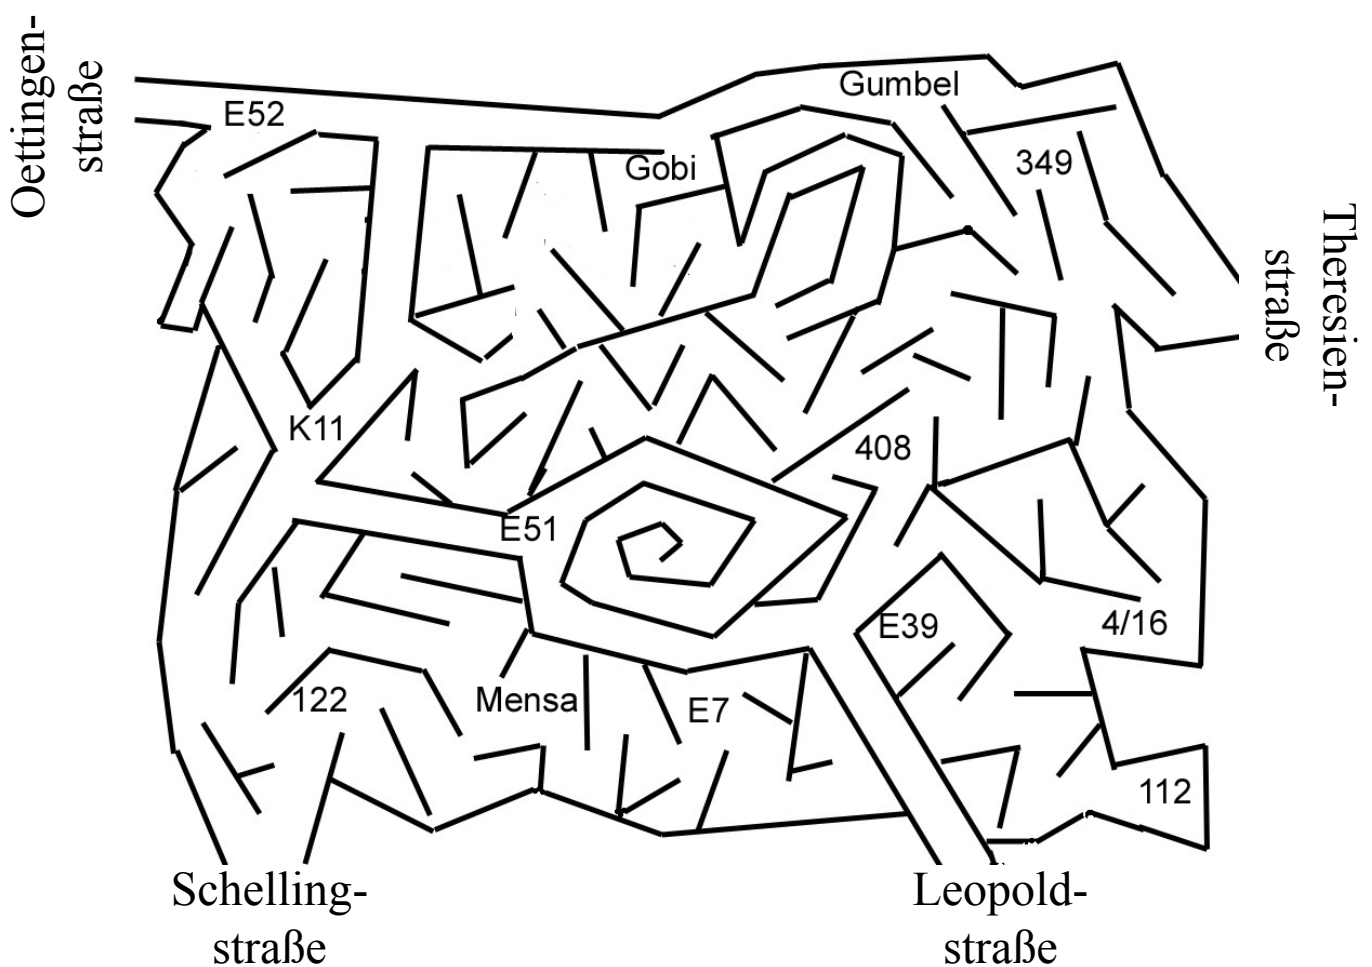 Oettingen-
straße
Gumbel
E52
349
Gobi
Theresien-
straße
K11
408
E51
E39
4/16
122
Mensa
E7
112
Schelling-
straße
Leopold-
straße